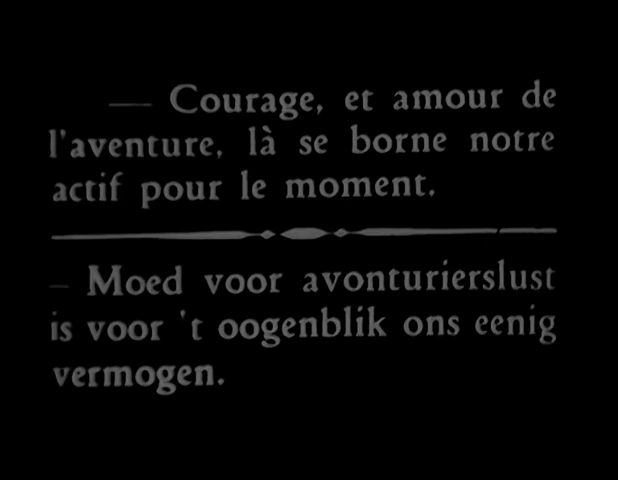 — Courage, et amour de
l'aventure, là se borne notre
actif pour le moment.
– Moed voor avonturierslust
is voor 't oogenblik ons eenig
vermogen.